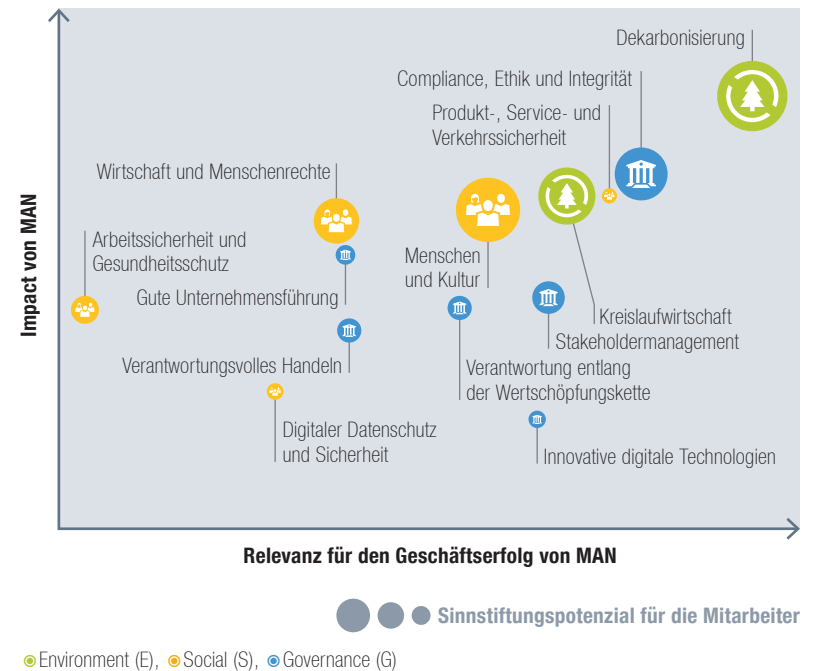 Dekarbonisierung
Compliance, Ethik und Integrität
Produkt-, Service- und
Verkehrssicherheit
Wirtschaft und Menschenrechte
Arbeitssicherheit und
Gesundheitsschutz
Menschen
und Kultur
Gute Unternehmensführung
Kreislaufwirtschaft
Stakeholdermanagement
Verantwortungsvolles Handeln
Verantwortung entlang
der Wertschöpfungskette
Digitaler Datenschutz
und Sicherheit
Innovative digitale Technologien
Impact von MAN
Relevanz für den Geschäftserfolg von MAN
Sinnstiftungspotenzial für die Mitarbeiter
Environment (E), Social (S), Governance (G)